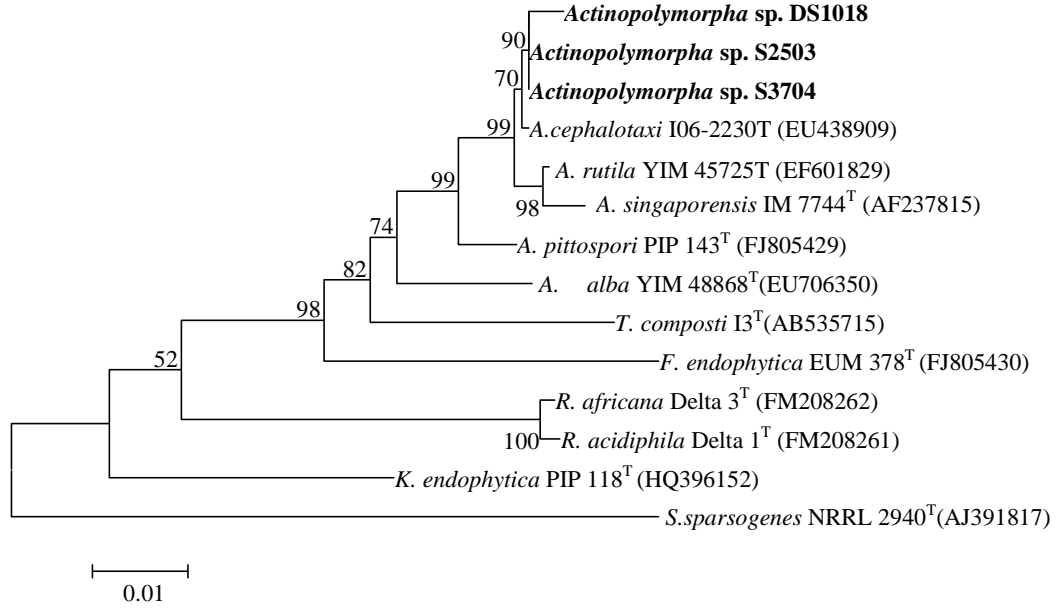 Actinopolymorpha sp. DS1018
90
Actinopolymorpha sp. S2503
70
Actinopolymorpha sp. S3704
99
A.cephalotaxi I06-2230T (EU438909)
A. rutila YIM 45725T (EF601829)
99
98
A. singaporensis IM 7744T (AF237815)
74
A. pittospori PIP 143T (FJ805429)
82
A. alba YIM 48868T(EU706350)
98
T. composti I3T(AB535715)
52
F. endophytica EUM 378T (FJ805430)
R. africana Delta 3T (FM208262)
100
R. acidiphila Delta 1T (FM208261)
K. endophytica PIP 118T (HQ396152)
S.sparsogenes NRRL 2940T(AJ391817)
0.01